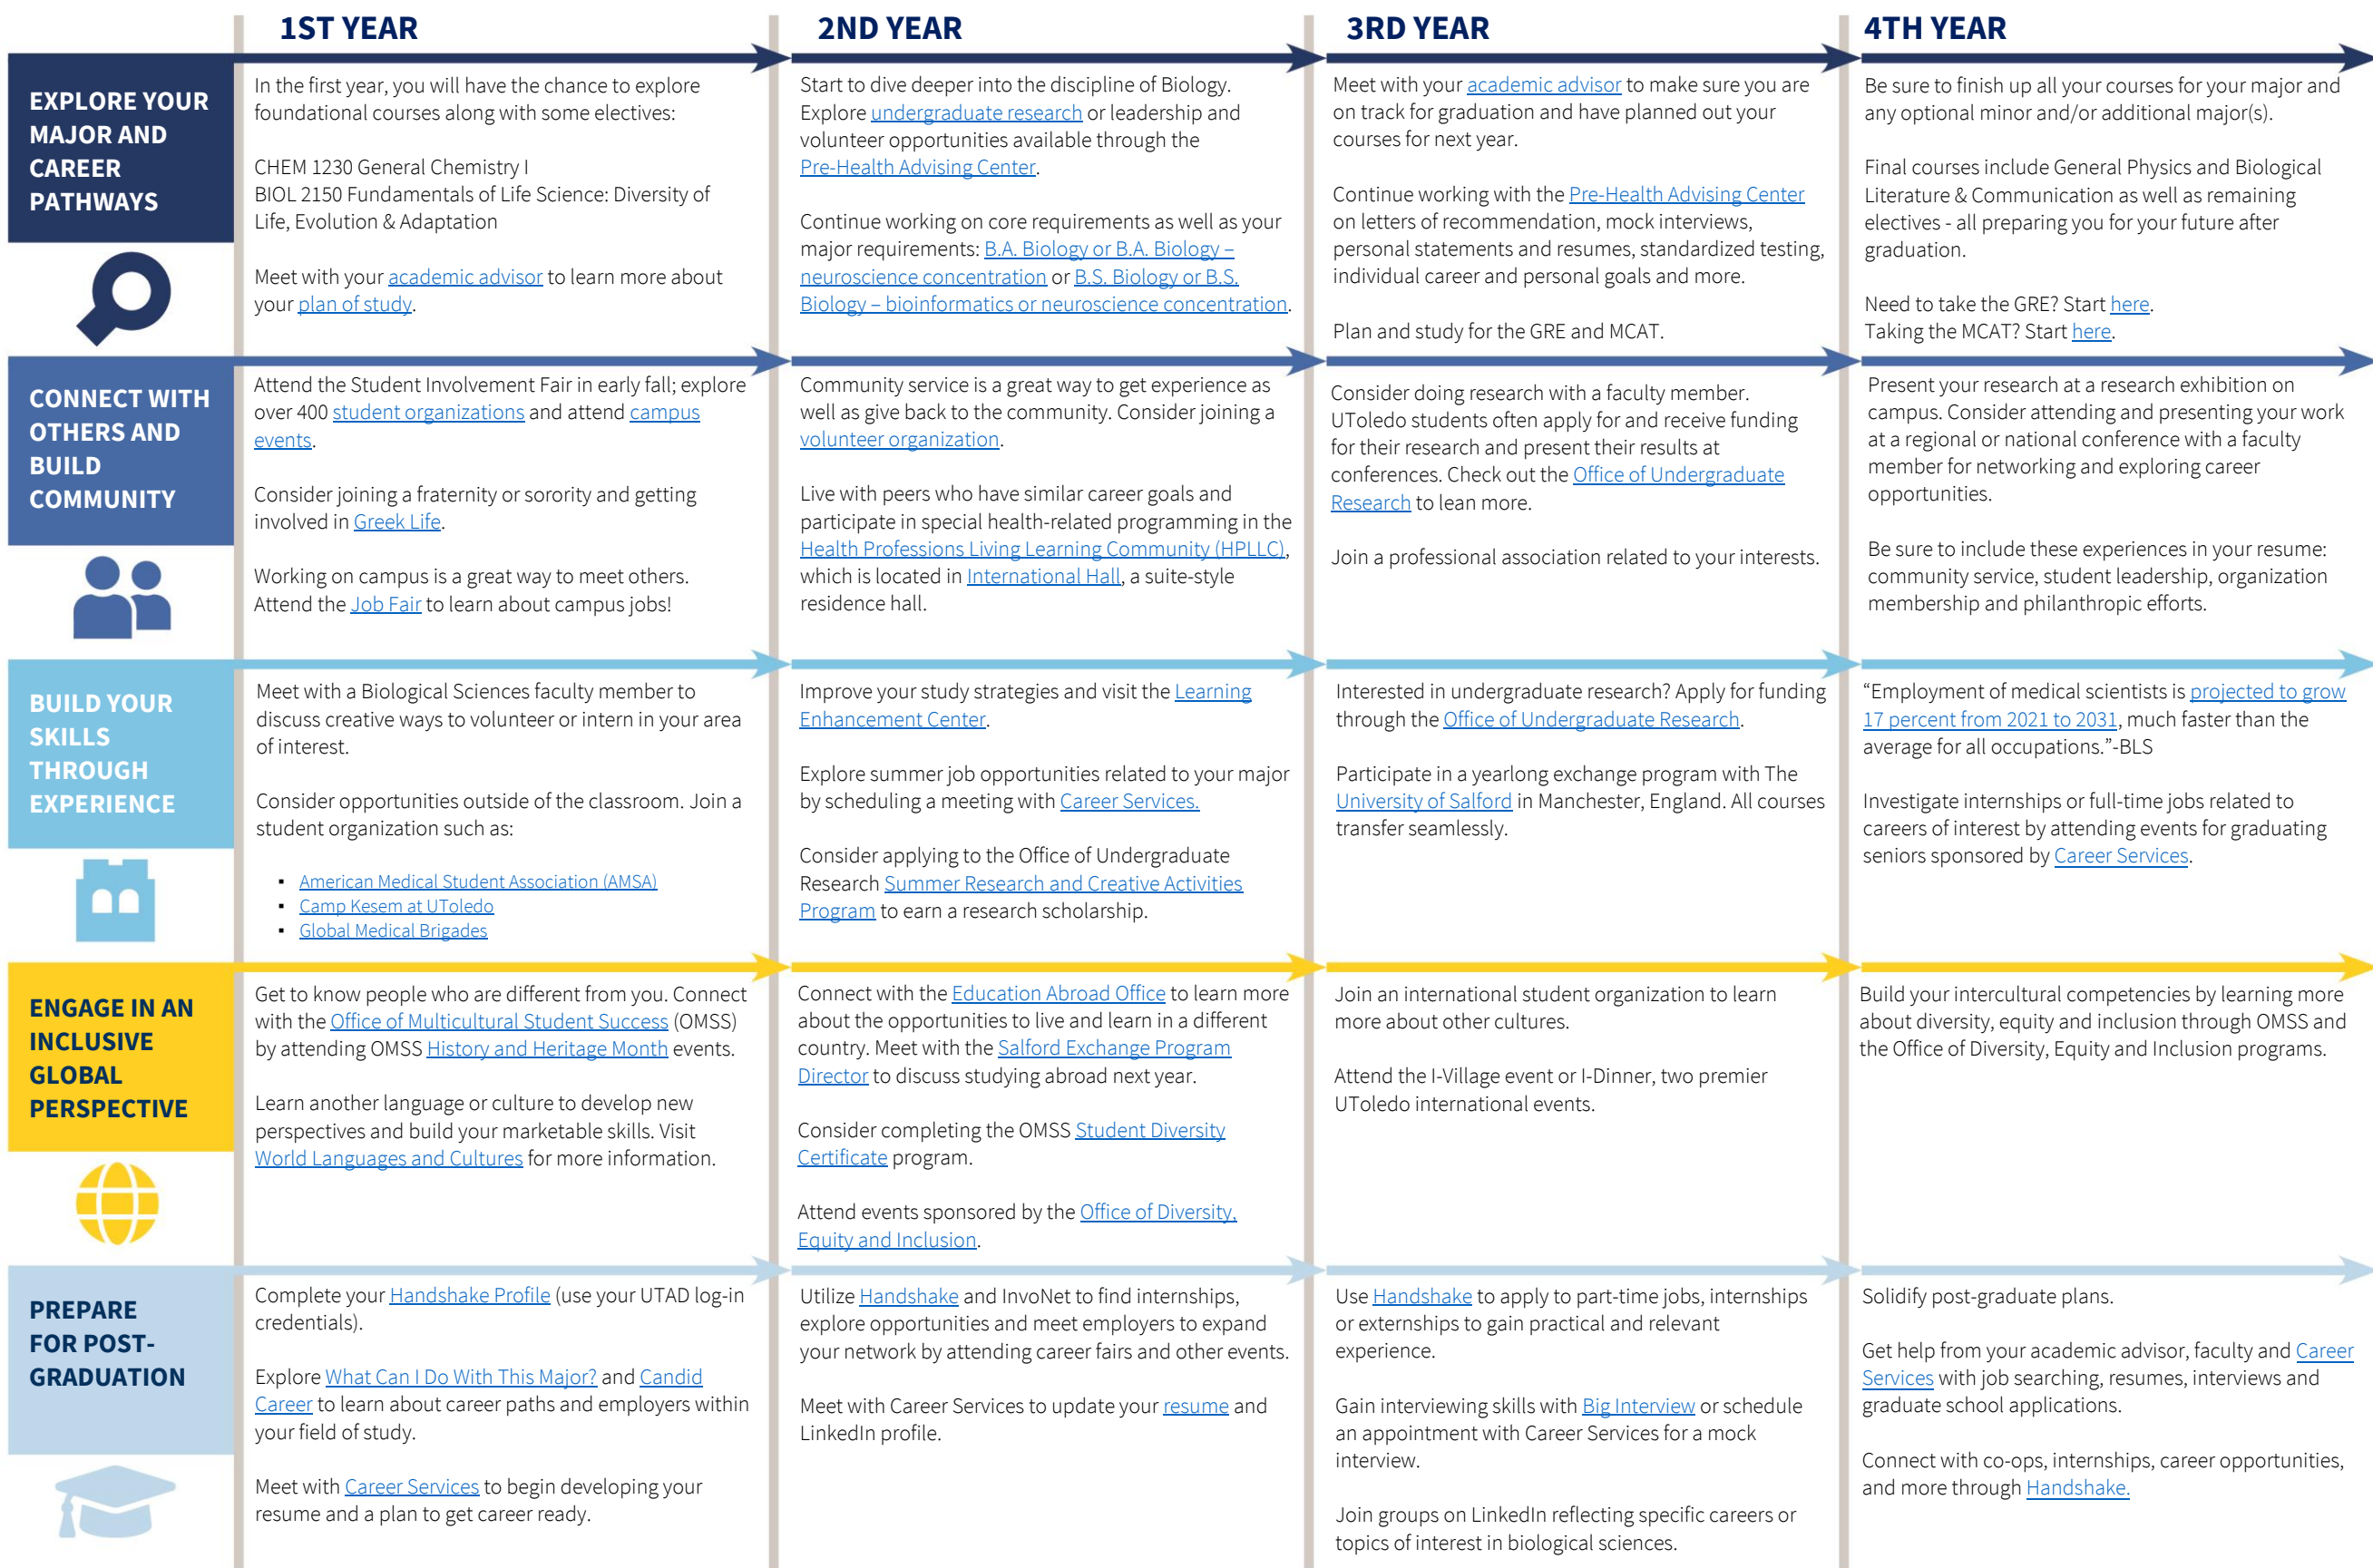 1ST YEAR
2ND YEAR
3RD YEAR
4TH YEAR
EXPLORE YOUR
MAJOR AND
CAREER
PATHWAYS
In the first year, you will have the chance to explore
foundational courses along with some electives:
CHEM 1230 General Chemistry I
BIOL 2150 Fundamentals of Life Science: Diversity of
Life, Evolution & Adaptation
Meet with your academic advisor to learn more about
your plan of study.
Start to dive deeper into the discipline of Biology.
Explore undergraduate research or leadership and
volunteer opportunities available through the
Pre-Health Advising Center.
Continue working on core requirements as well as your
major requirements: B.A. Biology or B.A. Biology –
neuroscience concentration or B.S. Biology or B.S.
Biology – bioinformatics or neuroscience concentration.
Meet with your academic advisor to make sure you are
on track for graduation and have planned out your
courses for next year.
Continue working with the Pre-Health Advising Center
on letters of recommendation, mock interviews,
personal statements and resumes, standardized testing,
individual career and personal goals and more.
Plan and study for the GRE and MCAT.
Be sure to finish up all your courses for your major and
any optional minor and/or additional major(s).
Final courses include General Physics and Biological
Literature & Communication as well as remaining
electives - all preparing you for your future after
graduation.
Need to take the GRE? Start here.
Taking the MCAT? Start here.
CONNECT WITH
OTHERS AND
BUILD
COMMUNITY
Attend the Student Involvement Fair in early fall; explore
over 400 student organizations and attend campus
events.
Consider joining a fraternity or sorority and getting
involved in Greek Life.
Working on campus is a great way to meet others.
Attend the Job Fair to learn about campus jobs!
Community service is a great way to get experience as
well as give back to the community. Consider joining a
volunteer organization.
Live with peers who have similar career goals and
participate in special health-related programming in the
Health Professions Living Learning Community (HPLLC),
which is located in International Hall, a suite-style
residence hall.
Consider doing research with a faculty member.
UToledo students often apply for and receive funding
for their research and present their results at
conferences. Check out the Office of Undergraduate
Research to lean more.
Join a professional association related to your interests.
Present your research at a research exhibition on
campus. Consider attending and presenting your work
at a regional or national conference with a faculty
member for networking and exploring career
opportunities.
Be sure to include these experiences in your resume:
community service, student leadership, organization
membership and philanthropic efforts.
BUILD YOUR
SKILLS
THROUGH
EXPERIENCE
Meet with a Biological Sciences faculty member to
discuss creative ways to volunteer or intern in your area
of interest.
Consider opportunities outside of the classroom. Join a
student organization such as:
▪ American Medical Student Association (AMSA)
▪ Camp Kesem at UToledo
▪ Global Medical Brigades
Improve your study strategies and visit the Learning
Enhancement Center.
Explore summer job opportunities related to your major
by scheduling a meeting with Career Services.
Consider applying to the Office of Undergraduate
Research Summer Research and Creative Activities
Program to earn a research scholarship.
Interested in undergraduate research? Apply for funding
through the Office of Undergraduate Research.
Participate in a yearlong exchange program with The
University of Salford in Manchester, England. All courses
transfer seamlessly.
“Employment of medical scientists is projected to grow
17 percent from 2021 to 2031, much faster than the
average for all occupations.”-BLS
Investigate internships or full-time jobs related to
careers of interest by attending events for graduating
seniors sponsored by Career Services.
ENGAGE IN AN
INCLUSIVE
GLOBAL
PERSPECTIVE
Get to know people who are different from you. Connect
with the Office of Multicultural Student Success (OMSS)
by attending OMSS History and Heritage Month events.
Learn another language or culture to develop new
perspectives and build your marketable skills. Visit
World Languages and Cultures for more information.
Connect with the Education Abroad Office to learn more
about the opportunities to live and learn in a different
country. Meet with the Salford Exchange Program
Director to discuss studying abroad next year.
Consider completing the OMSS Student Diversity
Certificate program.
Attend events sponsored by the Office of Diversity,
Equity and Inclusion.
Join an international student organization to learn
more about other cultures.
Attend the I-Village event or I-Dinner, two premier
UToledo international events.
Build your intercultural competencies by learning more
about diversity, equity and inclusion through OMSS and
the Office of Diversity, Equity and Inclusion programs.
PREPARE
FOR POST-
GRADUATION
Complete your Handshake Profile (use your UTAD log-in
credentials).
Explore What Can I Do With This Major? and Candid
Career to learn about career paths and employers within
your field of study.
Meet with Career Services to begin developing your
resume and a plan to get career ready.
Utilize Handshake and InvoNet to find internships,
explore opportunities and meet employers to expand
your network by attending career fairs and other events.
Meet with Career Services to update your resume and
LinkedIn profile.
Use Handshake to apply to part-time jobs, internships
or externships to gain practical and relevant
experience.
Gain interviewing skills with Big Interview or schedule
an appointment with Career Services for a mock
interview.
Join groups on LinkedIn reflecting specific careers or
topics of interest in biological sciences.
Solidify post-graduate plans.
Get help from your academic advisor, faculty and Career
Services with job searching, resumes, interviews and
graduate school applications.
Connect with co-ops, internships, career opportunities,
and more through Handshake.